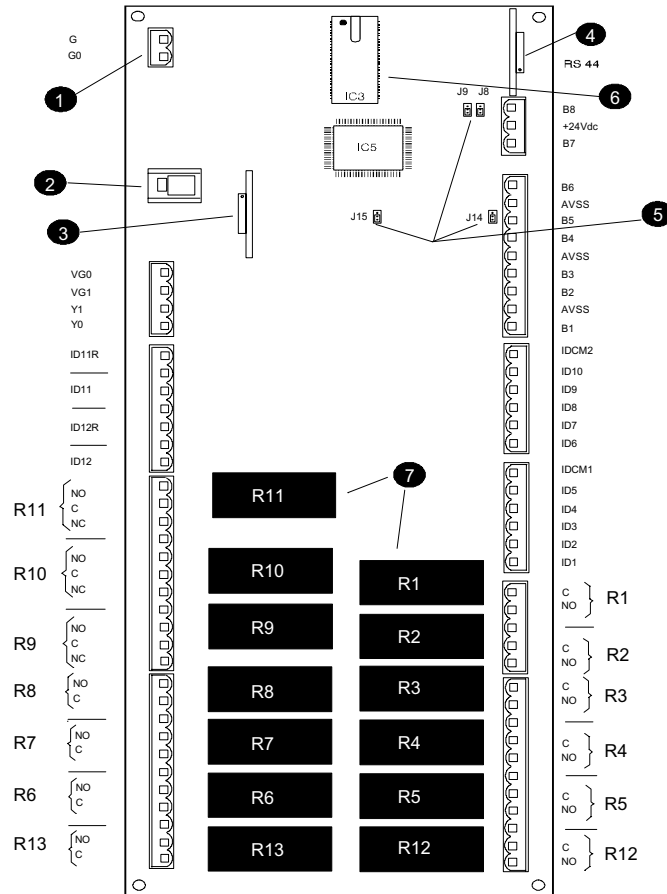 G
G0
1
2
3
VG0
VG1
Y1
Y0
ID11R
ID11
ID12R
ID12
R11
NO
C
NC
R10
NO
C
NC
R9
NO
C
NC
R8
NO
C
R7
NO
C
R6
NO
C
R13
NO
C
IC3
IC5
J9 J8
J15
J14
R11
R10
R9
R8
R7
R6
R13
7
R1
R2
R3
R4
R5
R12
4
RS 44
6
B8
+24Vdc
B7
5
B6
AVSS
B5
B4
AVSS
B3
B2
AVSS
B1
IDCM2
ID10
ID9
ID8
ID7
ID6
IDCM1
ID5
ID4
ID3
ID2
ID1
C
NO
R1
C
NO
R2
C
NO
R3
C
NO
R4
C
NO
R5
C
NO
R12